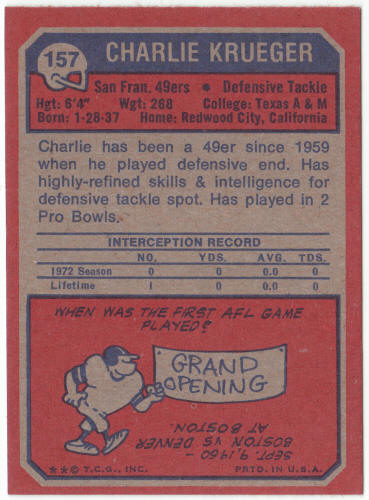 157
CHARLIE KRUEGER
San Fran. 49ers • Defensive Tackle
Hgt: 6'4" Wgt: 268 College: Texas A & M
Born: 1-28-37 Home: Redwood City, California
Charlie has been a 49er since 1959
when he played defensive end. Has
highly-refined skills & intelligence for
defensive tackle spot. Has played in 2
Pro Bowls.
INTERCEPTION RECORD
NO. YDS. AVG. TDS.
1972 Season 0 0 0.0 0
Lifetime 1 0 0.0 0
WHEN WAS THE FIRST AFL GAME
PLAYED?
GRAND
OPENING
SEPT. 9, 1960 –
BOSTON VS DENVER
AT BOSTON.
**© T.C.G., INC. PRTD. IN U.S.A.